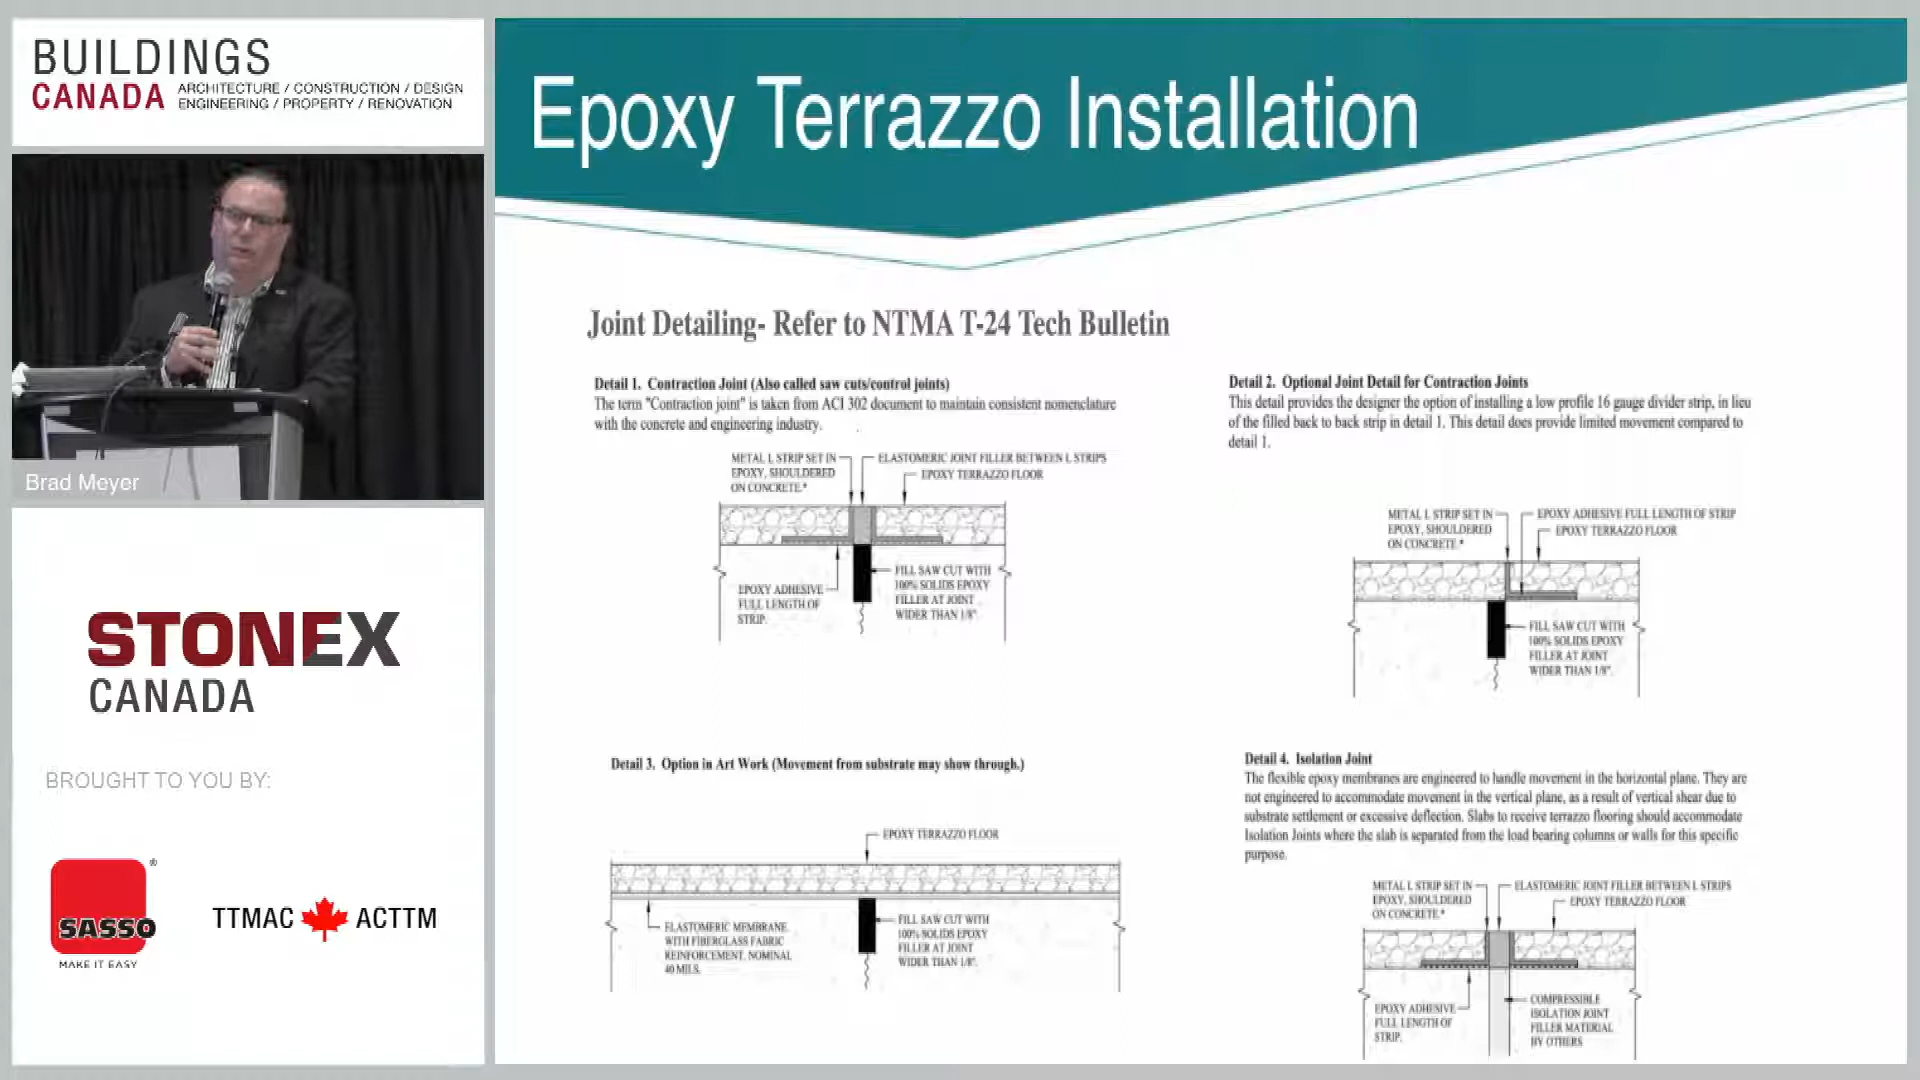 BUILDINGS
CANADA
ARCHITECTURE / CONSTRUCTION / DESIGN
ENGINEERING / PROPERTY / RENOVATION
Brad Meyer
STONEX
CANADA
BROUGHT TO YOU BY:
SASSO
®
MAKE IT EASY
TTMAC ACTTM
Epoxy Terrazzo Installation
Joint Detailing- Refer to NTMA T-24 Tech Bulletin
Detail 1. Contraction Joint (Also called saw cuts/control joints)
The term "Contraction joint" is taken from ACI 302 document to maintain consistent nomenclature
with the concrete and engineering industry.
METAL L STRIP SET IN
EPOXY, SHOULDERED
ON CONCRETE.*
ELASTOMERIC JOINT FILLER BETWEEN L STRIPS
EPOXY TERRAZZO FLOOR
EPOXY ADHESIVE
FULL LENGTH OF
STRIP.
FILL SAW CUT WITH
100% SOLIDS EPOXY
FILLER AT JOINT
WIDER THAN 1/8".
Detail 2. Optional Joint Detail for Contraction Joints
This detail provides the designer the option of installing a low profile 16 gauge divider strip, in lieu
of the filled back to back strip in detail 1. This detail does provide limited movement compared to
detail 1.
METAL L STRIP SET IN
EPOXY, SHOULDERED
ON CONCRETE.*
EPOXY ADHESIVE FULL LENGTH OF STRIP
EPOXY TERRAZZO FLOOR
FILL SAW CUT WITH
100% SOLIDS EPOXY
FILLER AT JOINT
WIDER THAN 1/8".
Detail 3. Option in Art Work (Movement from substrate may show through.)
EPOXY TERRAZZO FLOOR
ELASTOMERIC MEMBRANE
WITH FIBERGLASS FABRIC
REINFORCEMENT. NOMINAL
40 MILS.
FILL SAW CUT WITH
100% SOLIDS EPOXY
FILLER AT JOINT
WIDER THAN 1/8".
Detail 4. Isolation Joint
The flexible epoxy membranes are engineered to handle movement in the horizontal plane. They are
not engineered to accommodate movement in the vertical plane, as a result of vertical shear due to
substrate settlement or excessive deflection. Slabs to receive terrazzo flooring should accommodate
Isolation Joints where the slab is separated from the load bearing columns or walls for this specific
purpose.
METAL L STRIP SET IN
EPOXY, SHOULDERED
ON CONCRETE.*
ELASTOMERIC JOINT FILLER BETWEEN L STRIPS
EPOXY TERRAZZO FLOOR
EPOXY ADHESIVE
FULL LENGTH OF
STRIP.
COMPRESSIBLE
ISOLATION JOINT
FILLER MATERIAL
BY OTHERS